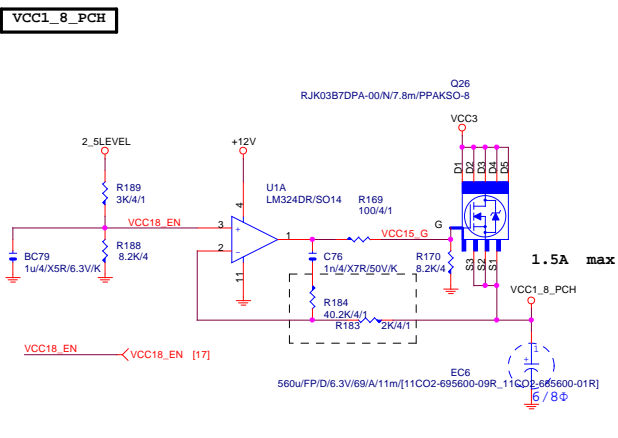 VCC1_8_PCH
Q26
RJK03B7DPA-00/N/7.8m/PPAKSO-8
VCC3
2_5LEVEL
+12V
D1
D2
D3
D4
D5
R189
3K/4/1
U1A
LM324DR/SO14
R169
100/4/1
4
VCC18_EN
3
+
1
VCC15_G
G
2
-
11
BC79
1u/4/X5R/6.3V/K
R188
8.2K/4
C76
1n/4/X7R/50V/K
R170
8.2K/4
S3
S2
S1
1.5A max
VCC1_8_PCH
R184
40.2K/4/1
R183
2K/4/1
VCC18_EN
VCC18_EN [17]
1
+
EC6
560u/FP/D/6.3V/69/A/11m/[11CO2-695600-09R_11CO2-685600-01R]
6/8Φ